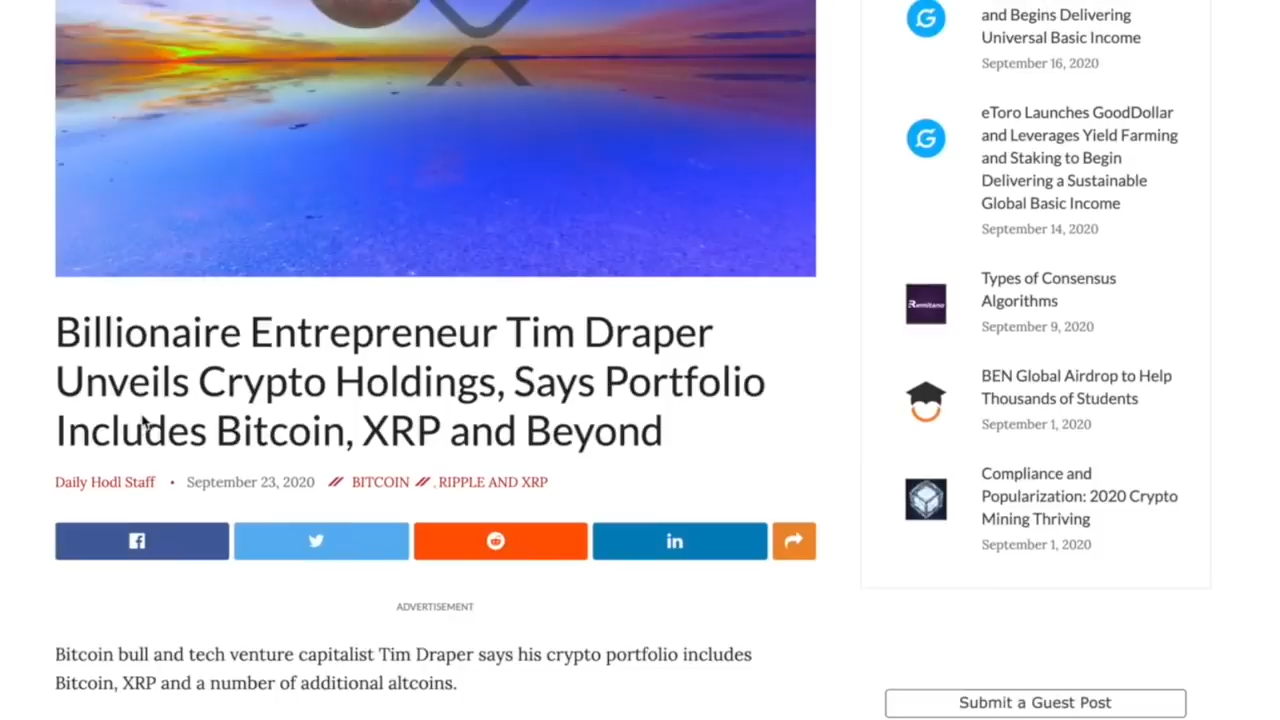 Billionaire Entrepreneur Tim Draper
Unveils Crypto Holdings, Says Portfolio
Includes Bitcoin, XRP and Beyond
Daily Hodl Staff • September 23, 2020 // BITCOIN // , RIPPLE AND XRP
ADVERTISEMENT
Bitcoin bull and tech venture capitalist Tim Draper says his crypto portfolio includes
Bitcoin, XRP and a number of additional altcoins.
and Begins Delivering
Universal Basic Income
September 16, 2020
eToro Launches GoodDollar
and Leverages Yield Farming
and Staking to Begin
Delivering a Sustainable
Global Basic Income
September 14, 2020
Remitano
Types of Consensus
Algorithms
September 9, 2020
BEN Global Airdrop to Help
Thousands of Students
September 1, 2020
Compliance and
Popularization: 2020 Crypto
Mining Thriving
September 1, 2020
Submit a Guest Post